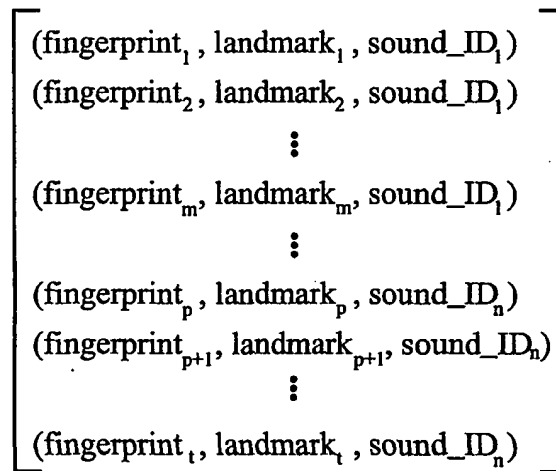 (fingerprint₁, landmark₁, sound_ID₁)
(fingerprint₂, landmark₂, sound_ID₁)
⋮
(fingerprintₘ, landmarkₘ, sound_ID₁)
⋮
(fingerprintₚ, landmarkₚ, sound_IDₙ)
(fingerprintₚ₊₁, landmarkₚ₊₁, sound_IDₙ)
⋮
(fingerprintₜ, landmarkₜ, sound_IDₙ)